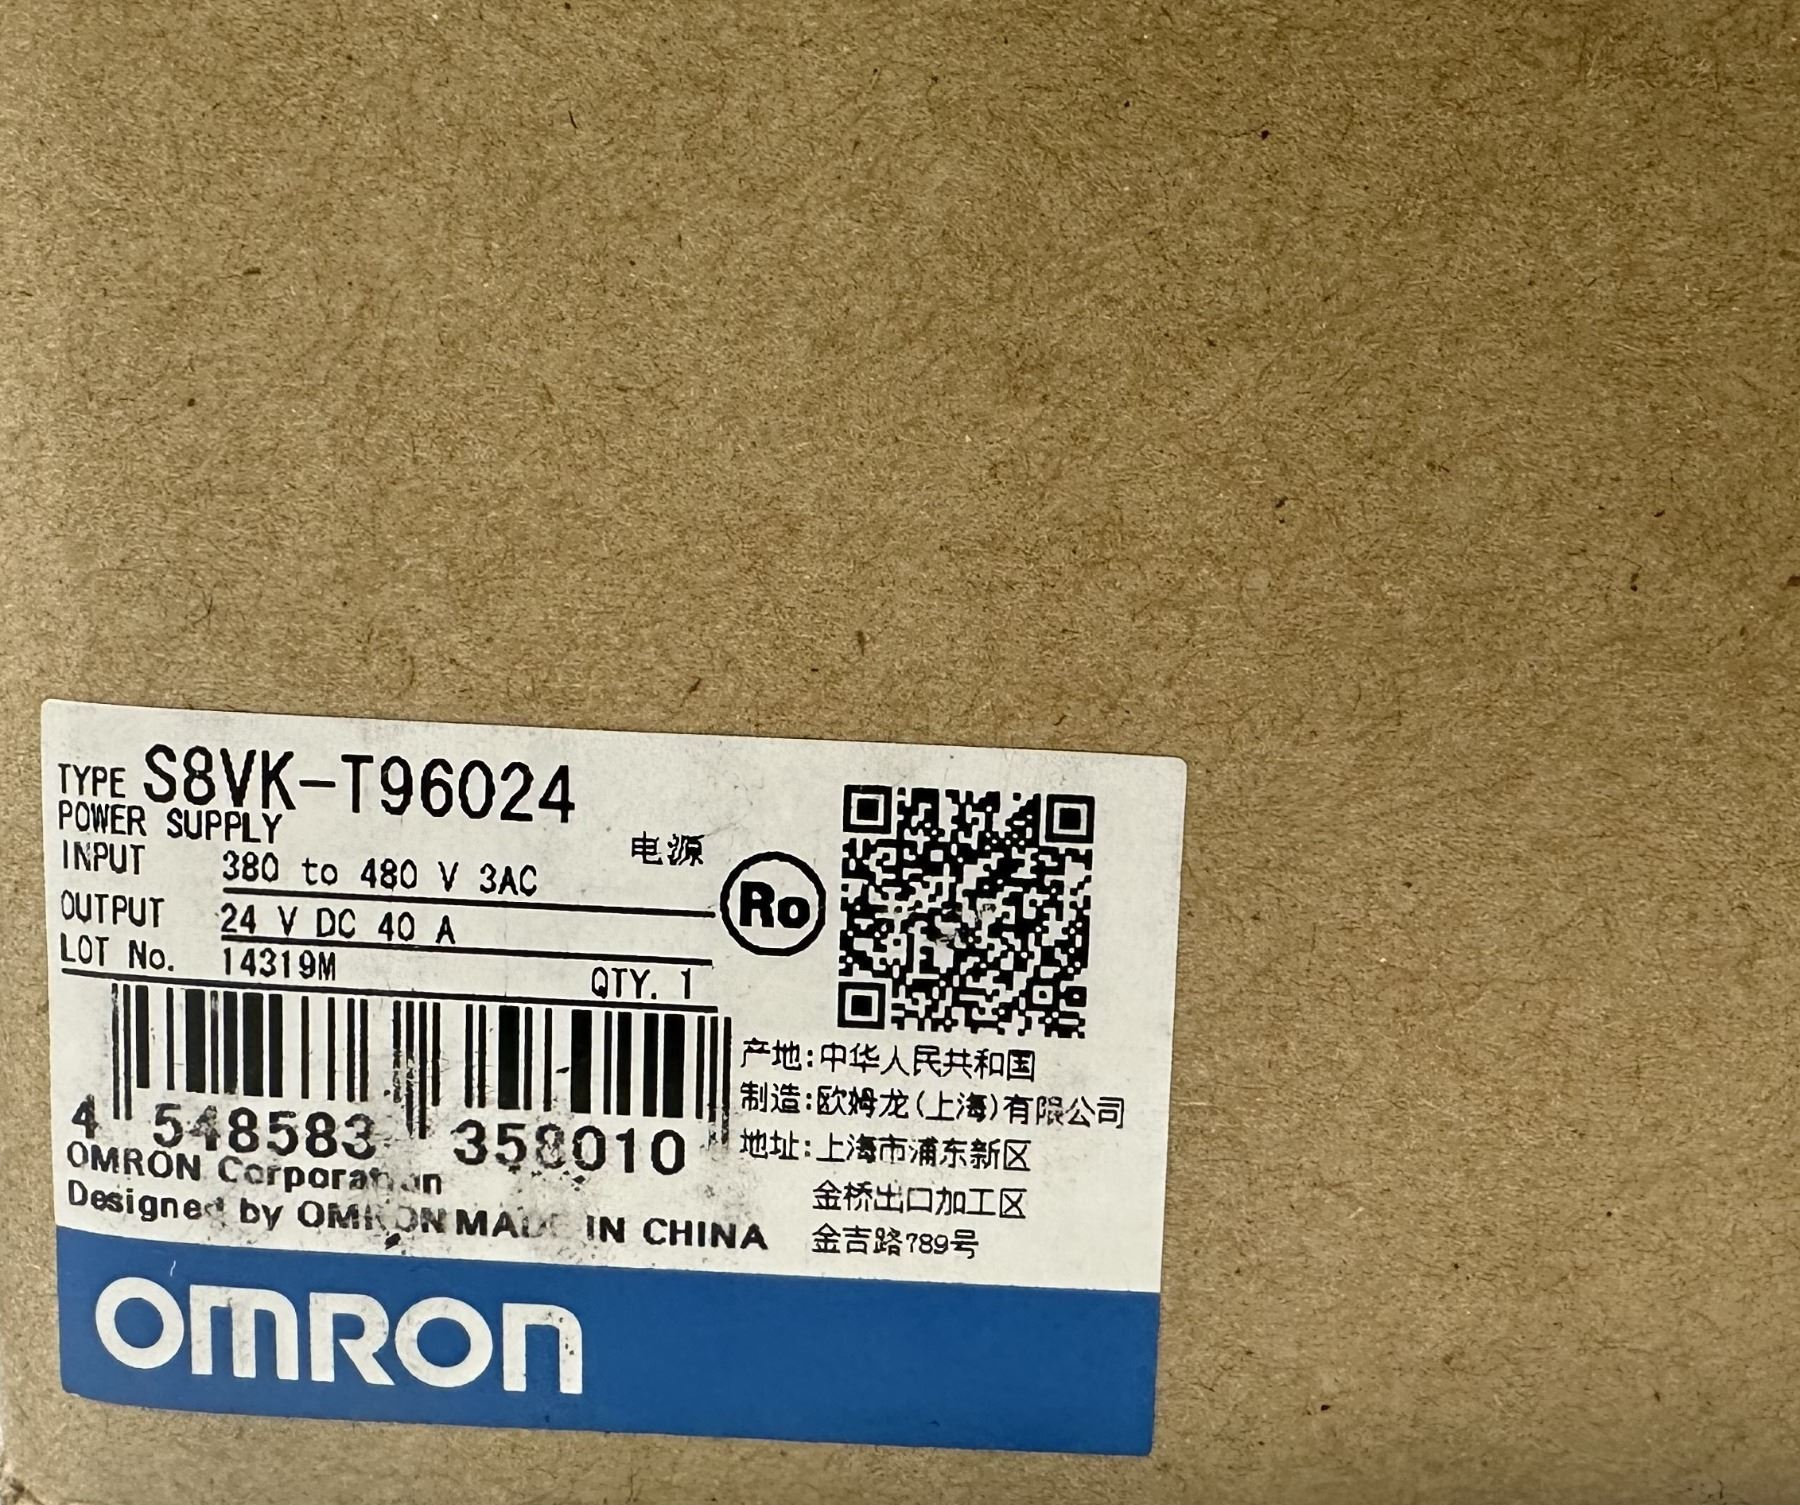 TYPE S8VK-T96024
POWER SUPPLY
电源
INPUT 380 to 480 V 3AC
OUTPUT 24 V DC 40 A
LOT No. 14319M
QTY. 1
Ro
4 548583 358010
OMRON Corporation
Designed by OMRON MADE IN CHINA
产地:中华人民共和国
制造:欧姆龙(上海)有限公司
地址:上海市浦东新区
金桥出口加工区
金吉路789号
OMRON